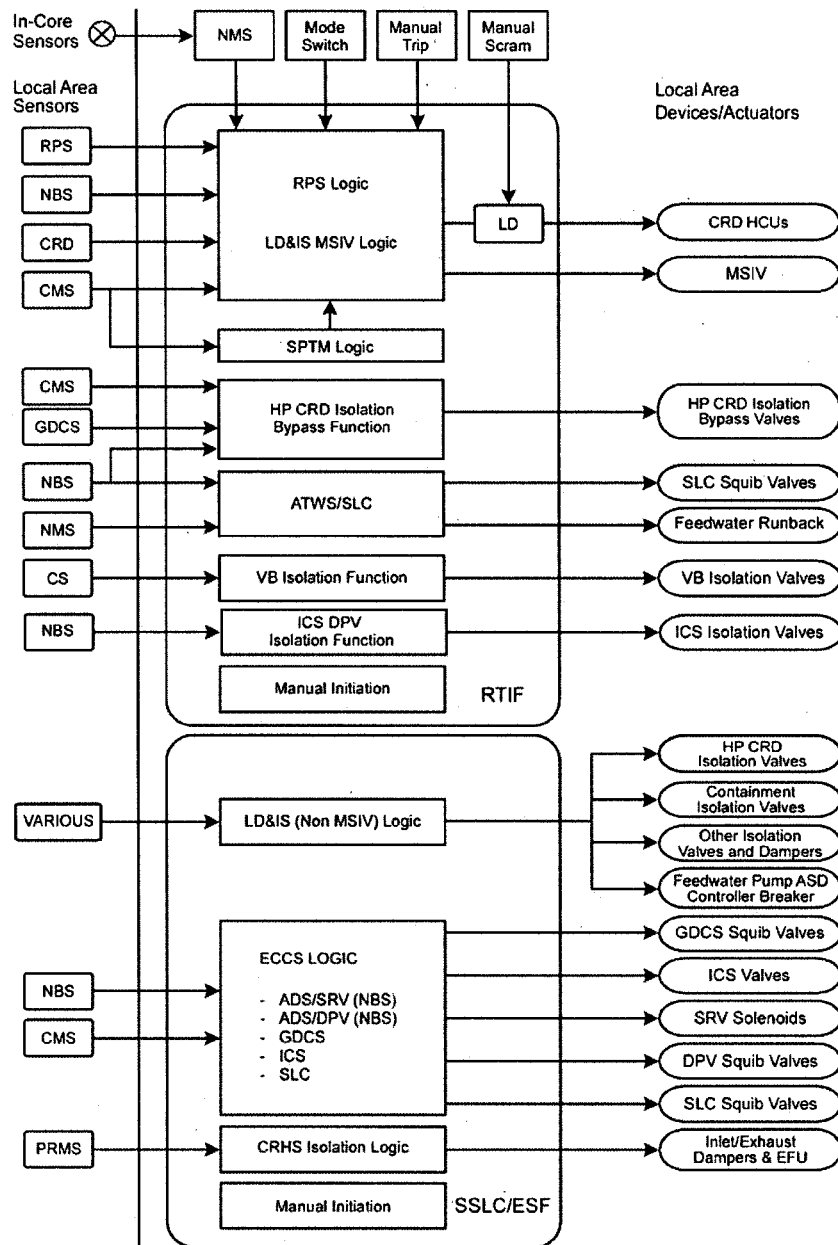 In-Core
Sensors
NMS
Mode
Switch
Manual
Trip
Manual
Scram
Local Area
Sensors
Local Area
Devices/Actuators
RPS
NBS
CRD
CMS
RPS Logic
LD&IS MSIV Logic
LD
CRD HCUs
MSIV
SPTM Logic
CMS
GDCS
HP CRD Isolation
Bypass Function
HP CRD Isolation
Bypass Valves
NBS
NMS
ATWS/SLC
SLC Squib Valves
Feedwater Runback
CS
VB Isolation Function
VB Isolation Valves
NBS
ICS DPV
Isolation Function
ICS Isolation Valves
Manual Initiation
RTIF
VARIOUS
LD&IS (Non MSIV) Logic
HP CRD
Isolation Valves
Containment
Isolation Valves
Other Isolation
Valves and Dampers
Feedwater Pump ASD
Controller Breaker
NBS
CMS
ECCS LOGIC
- ADS/SRV (NBS)
- ADS/DPV (NBS)
- GDCS
- ICS
- SLC
GDCS Squib Valves
ICS Valves
SRV Solenoids
DPV Squib Valves
SLC Squib Valves
PRMS
CRHS Isolation Logic
Inlet/Exhaust
Dampers & EFU
Manual Initiation
SSLC/ESF